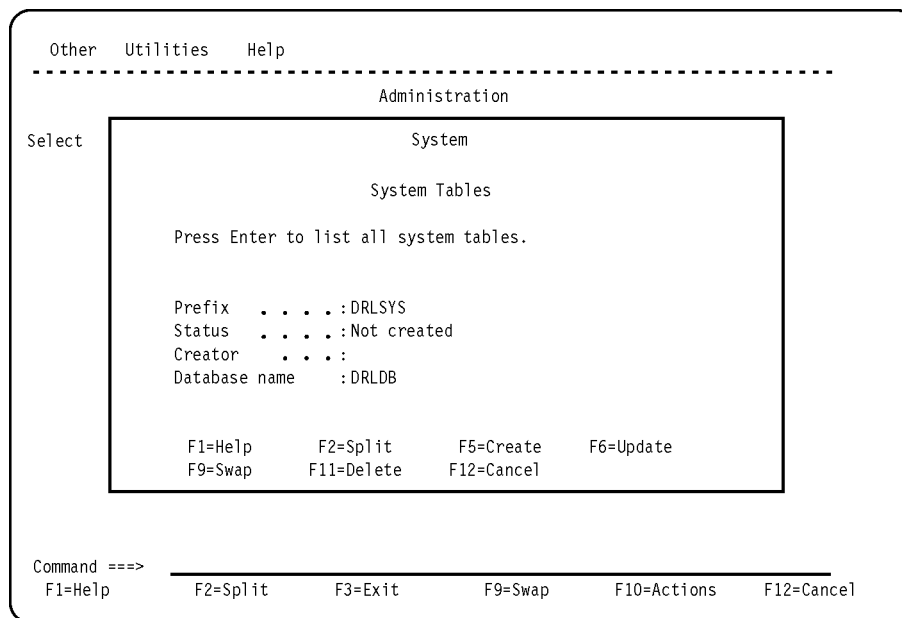 Other Utilities Help
Administration
Select System
System Tables
Press Enter to list all system tables.
Prefix . . . . :DRLSYS
Status . . . . :Not created
Creator . . . :
Database name :DRLDB
F1=Help F2=Split F5=Create F6=Update
F9=Swap F11=Delete F12=Cancel
Command ===>
F1=Help F2=Split F3=Exit F9=Swap F10=Actions F12=Cancel